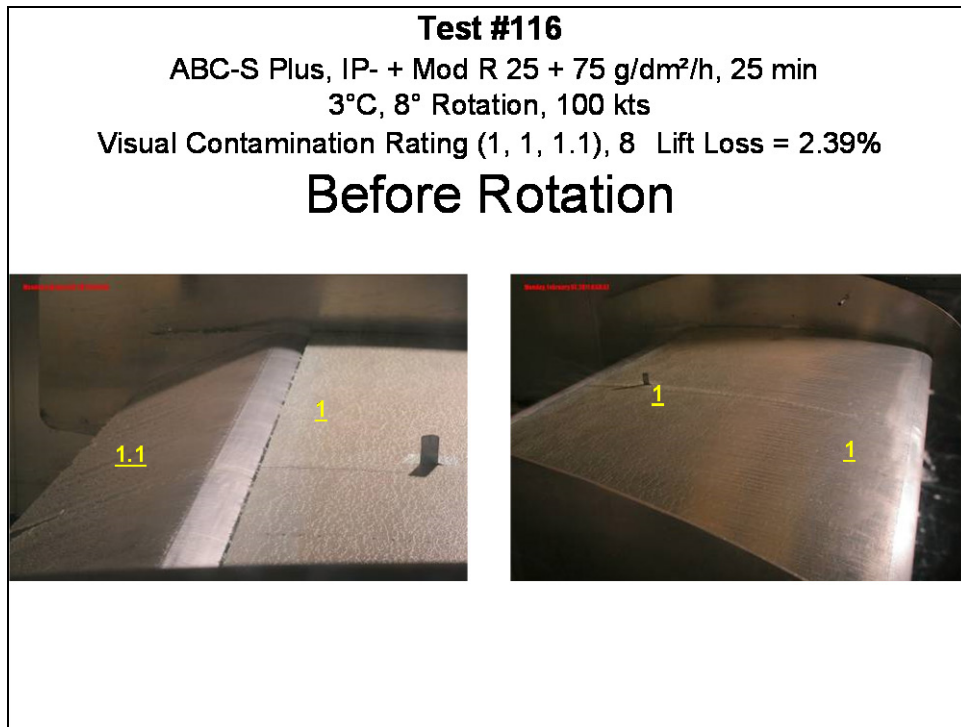 Test #116
ABC-S Plus, IP- + Mod R 25 + 75 g/dm²/h, 25 min
3°C, 8° Rotation, 100 kts
Visual Contamination Rating (1, 1, 1.1), 8 Lift Loss = 2.39%
Before Rotation
1
1.1
1
1